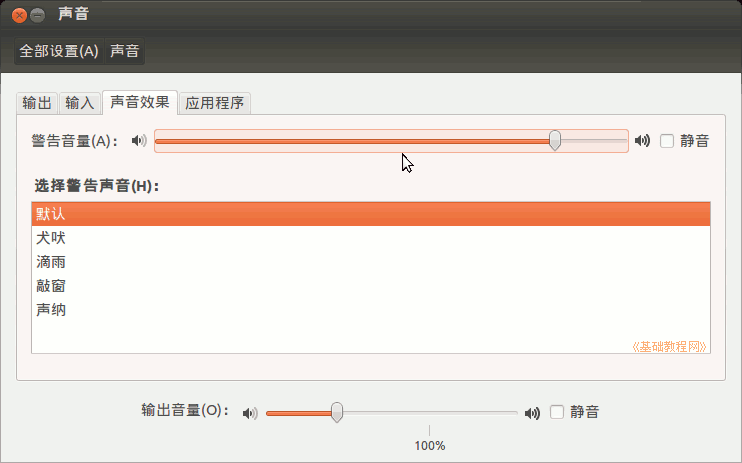 声音
全部设置(A) 声音
输出 输入 声音效果 应用程序
警告音量(A)： 静音
选择警告声音(H)：
默认
犬吠
滴雨
敲窗
声纳
《基础教程网》
输出音量(O)： 静音
100%